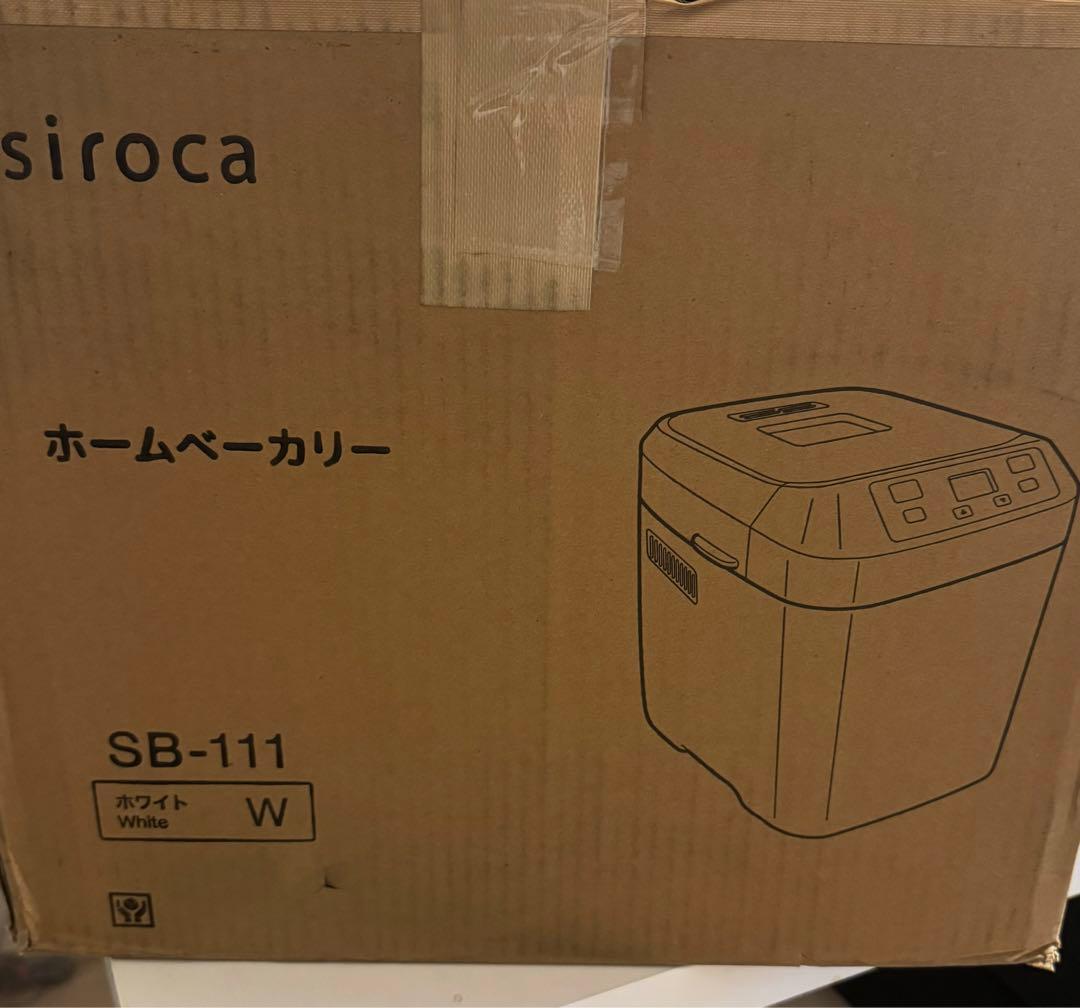 siroca
ホームベーカリー
SB-111
ホワイト
White
W